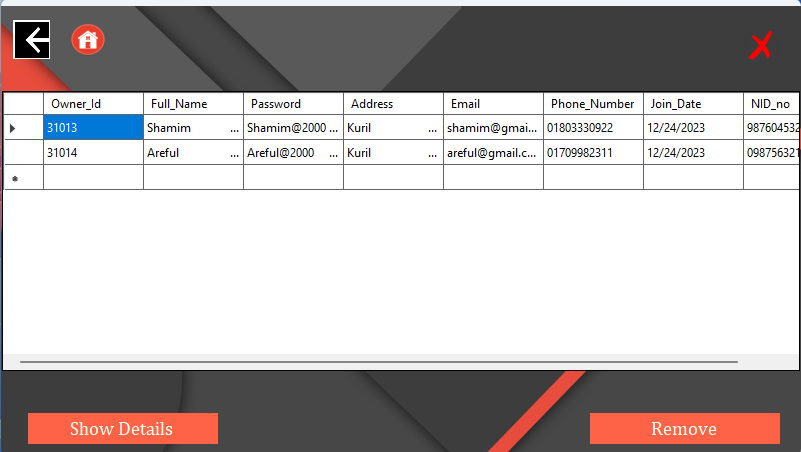 Owner_Id Full_Name Password Address Email Phone_Number Join_Date NID_no
31013 Shamim ... Shamim@2000 ... Kuril ... shamim@gmai... 01803330922 12/24/2023 987604532
31014 Areful ... Areful@2000 ... Kuril ... areful@gmail.c... 01709982311 12/24/2023 098756321
Show Details Remove